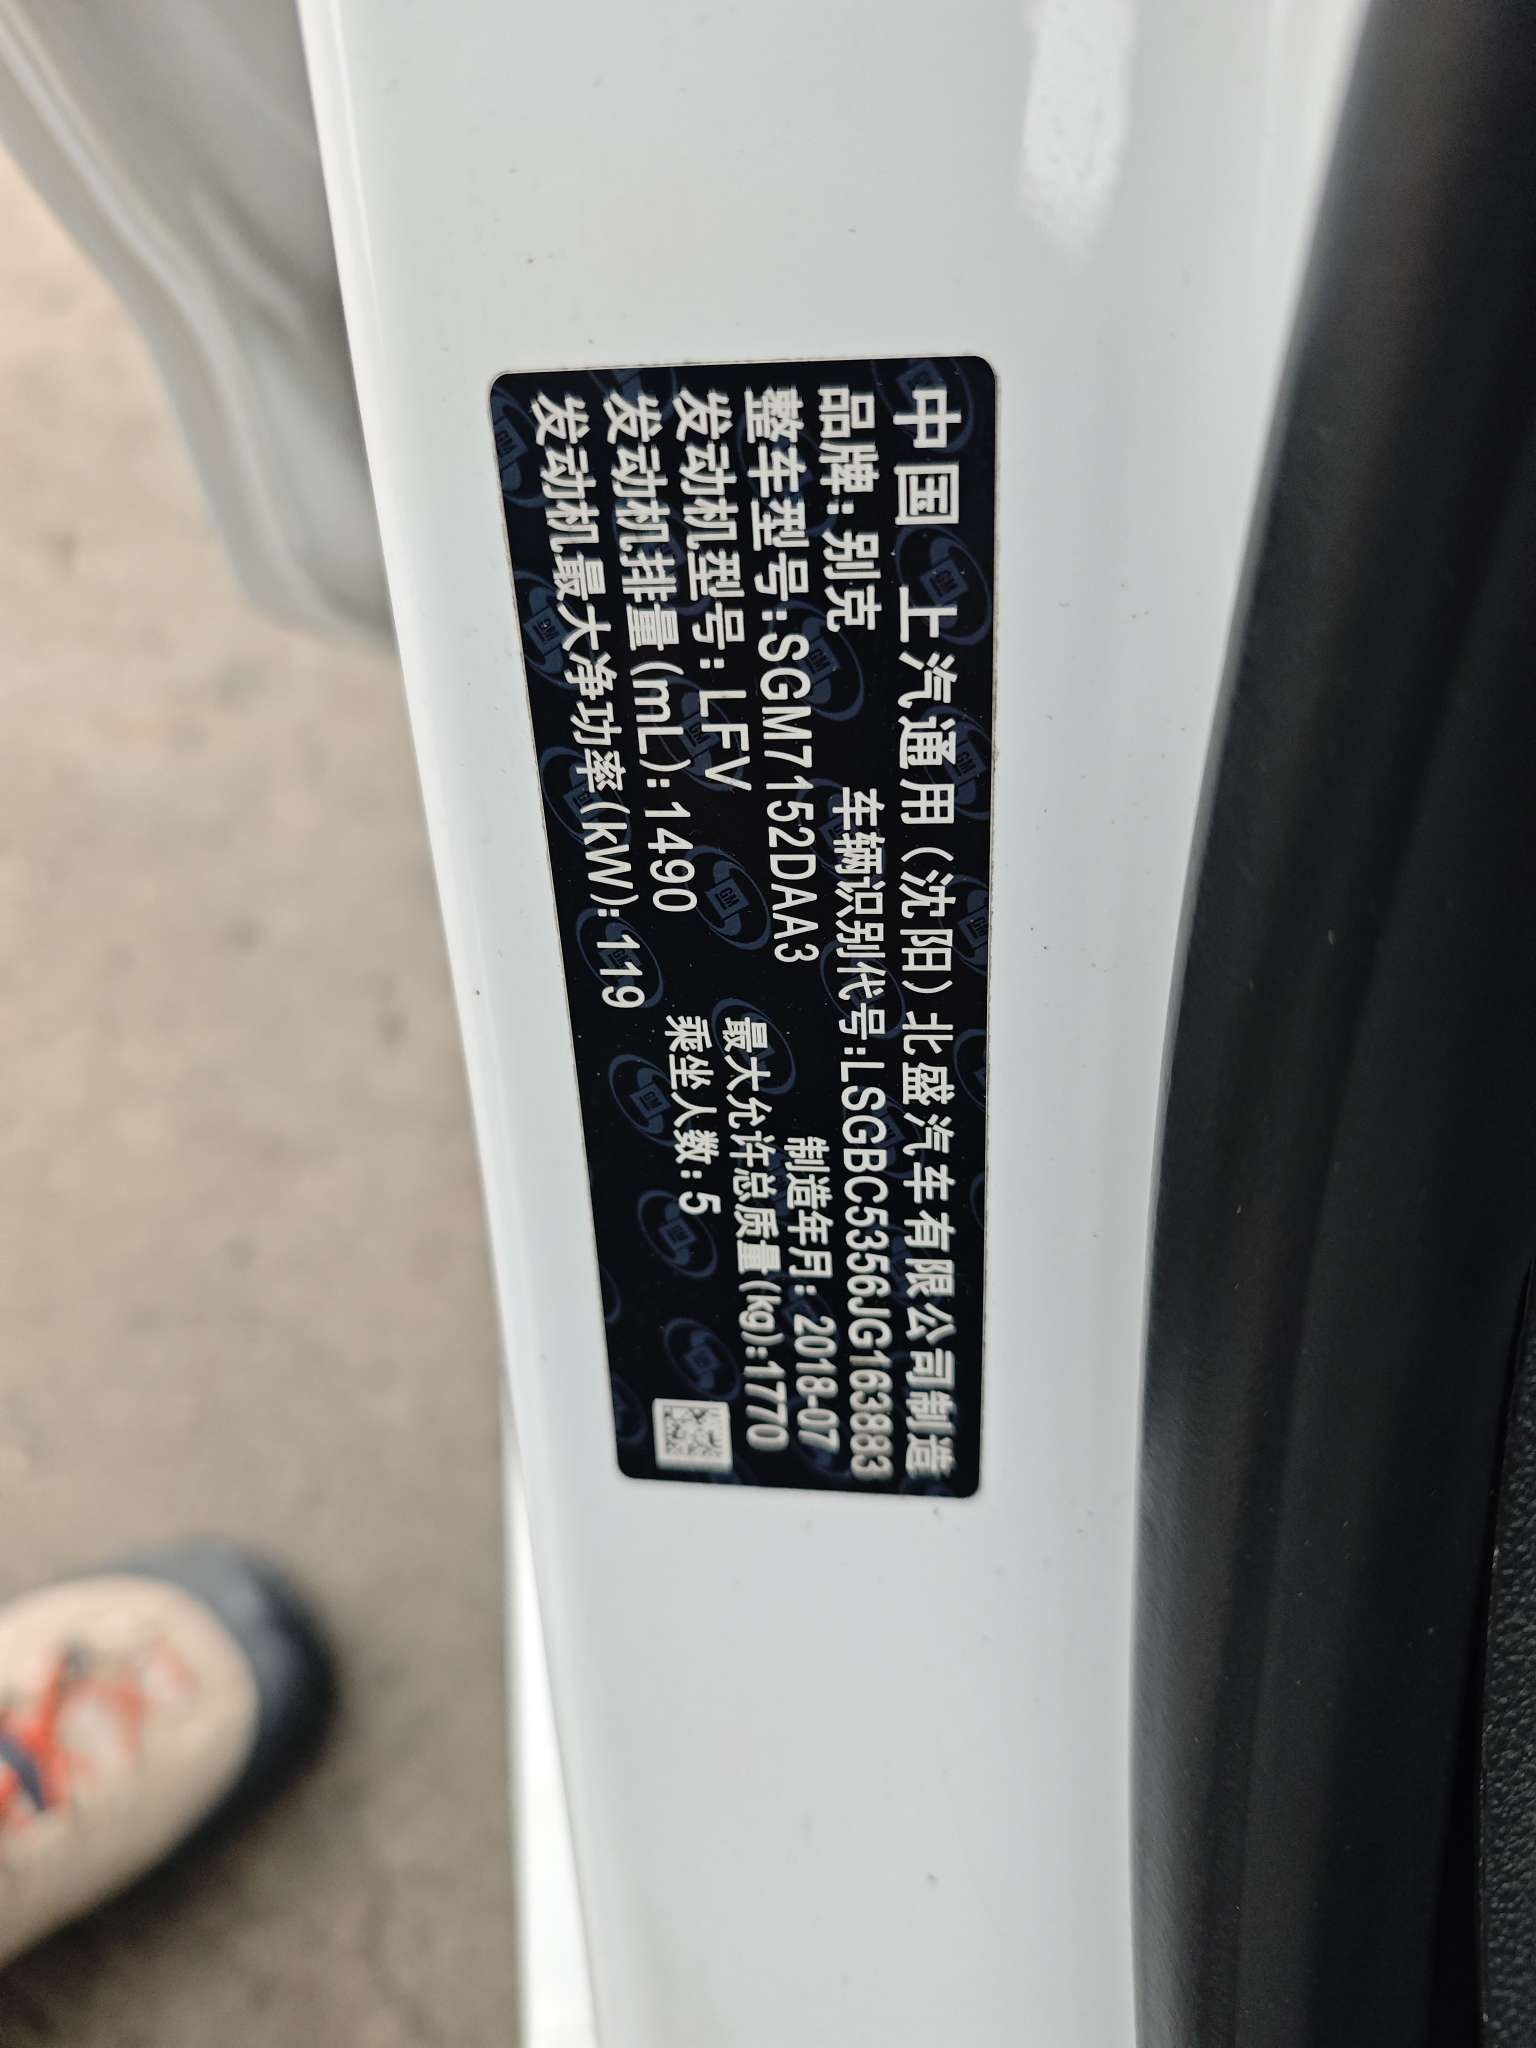 中国 上汽通用(沈阳)北盛汽车有限公司制造
品牌:别克 车辆识别代号:LSGBC5356JG163883
整车型号:SGM7152DAA3 制造年月:2018-07
发动机型号:LFV 最大允许总质量(kg):1770
发动机排量(mL):1490 乘坐人数:5
发动机最大净功率(kW):119